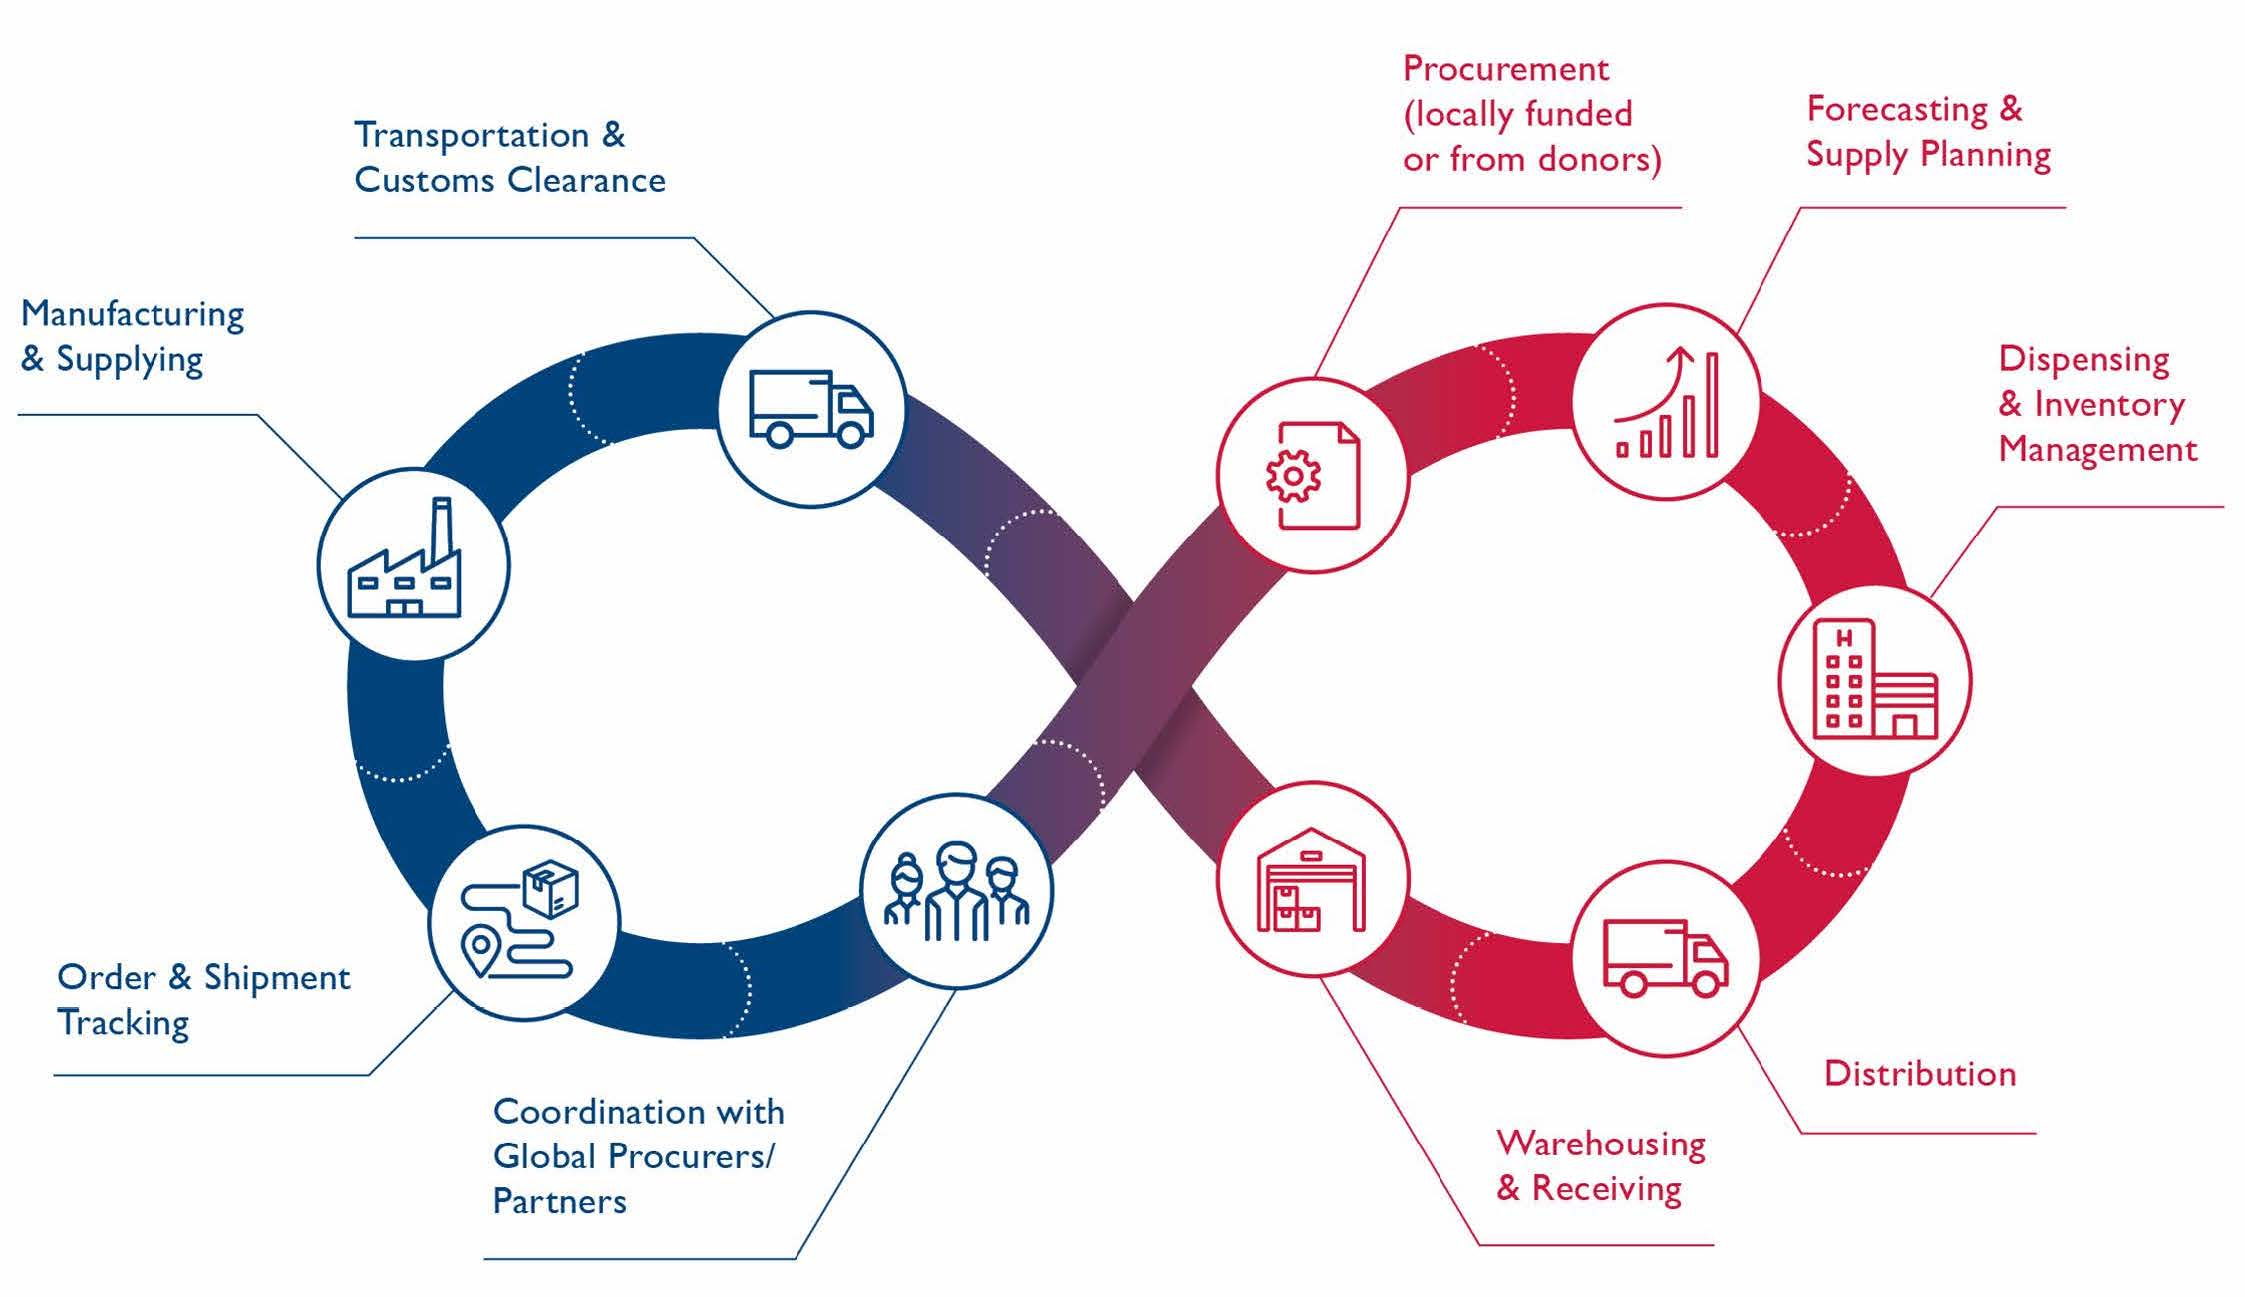 Procurement
(locally funded
or from donors)
Forecasting &
Supply Planning
Transportation &
Customs Clearance
Manufacturing
& Supplying
Dispensing
& Inventory
Management
H
Order & Shipment
Tracking
Coordination with
Global Procurers/
Partners
Distribution
Warehousing
& Receiving